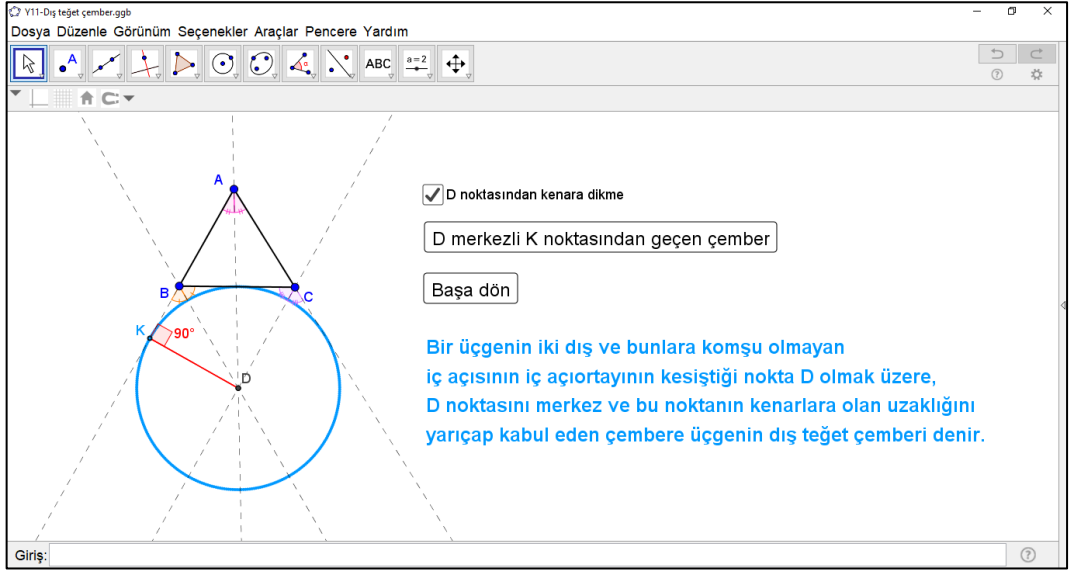 Y11-Dış teğet çember.ggb
Dosya Düzenle Görünüm Seçenekler Araçlar Pencere Yardım
A
ABC
a=2
A
B
C
K
90°
D
D noktasından kenara dikme
D merkezli K noktasından geçen çember
Başa dön
Bir üçgenin iki dış ve bunlara komşu olmayan
iç açısının iç açıortayının kesiştiği nokta D olmak üzere,
D noktasını merkez ve bu noktanın kenarlara olan uzaklığını
yarıçap kabul eden çembere üçgenin dış teğet çemberi denir.
Giriş: